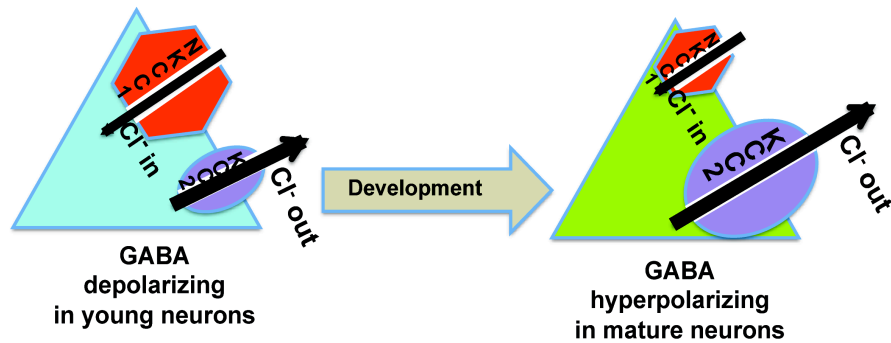 NKCC1
Cl- in
KCC2
Cl- out
GABA
depolarizing
in young neurons
Development
NKCC1
Cl- in
KCC2
Cl- out
GABA
hyperpolarizing
in mature neurons